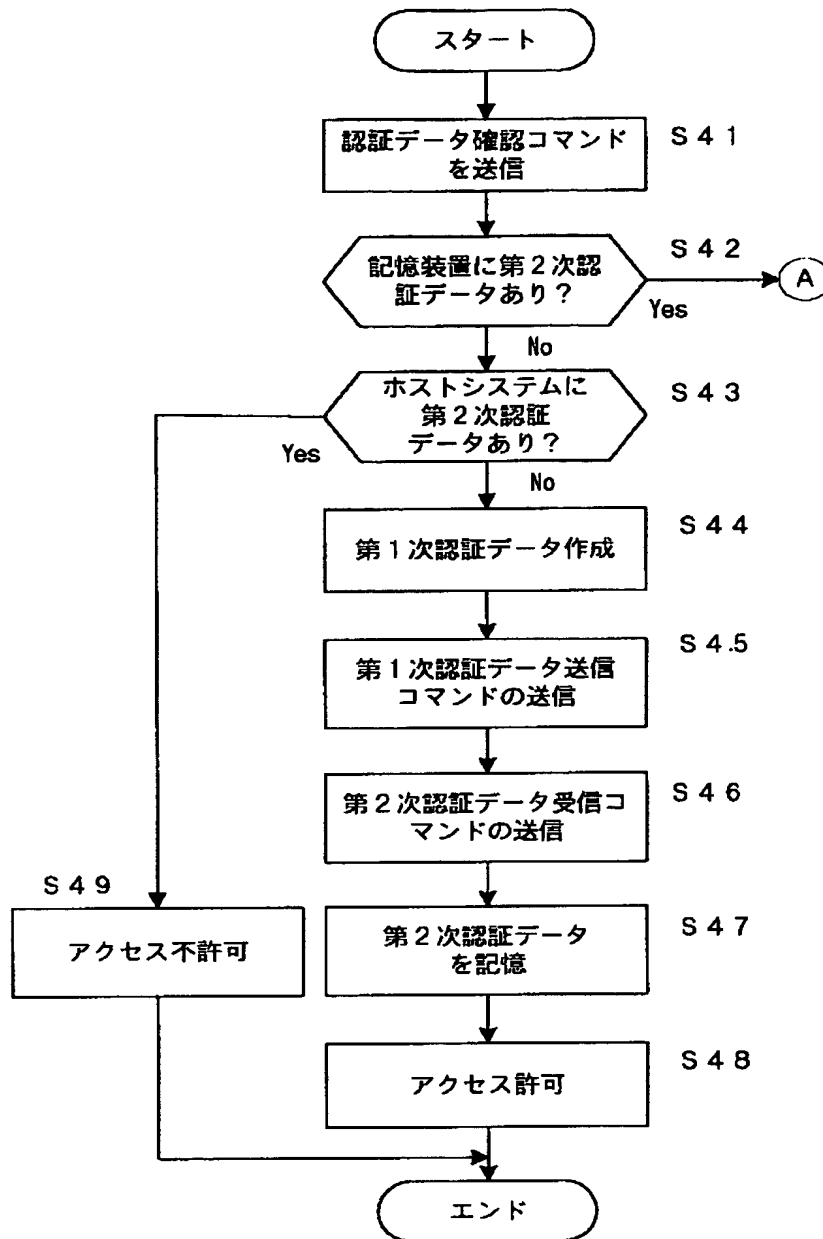 スタート
認証データ確認コマンド
を送信
S41
記憶装置に第2次認
証データあり?
S42
A
Yes
No
ホストシステムに
第2次認証
データあり?
S43
Yes
No
第1次認証データ作成
S44
第1次認証データ送信
コマンドの送信
S4.5
第2次認証データ受信コ
マンドの送信
S46
S49
アクセス不許可
第2次認証データ
を記憶
S47
アクセス許可
S48
エンド